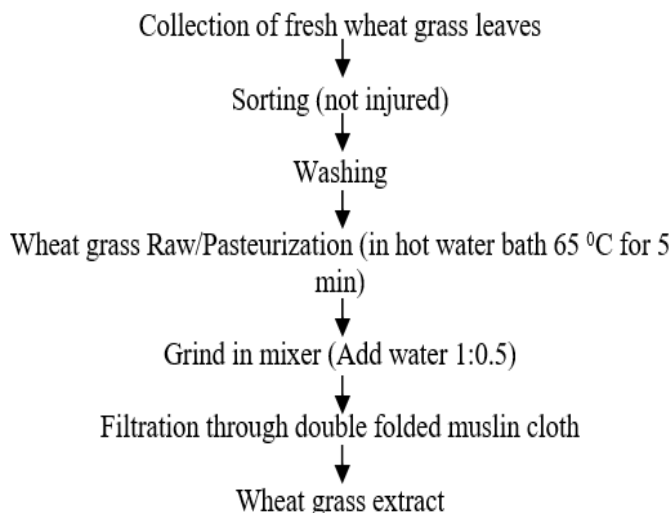 Collection of fresh wheat grass leaves
Sorting (not injured)
Washing
Wheat grass Raw/Pasteurization (in hot water bath 65 ⁰C for 5
min)
Grind in mixer (Add water 1:0.5)
Filtration through double folded muslin cloth
Wheat grass extract